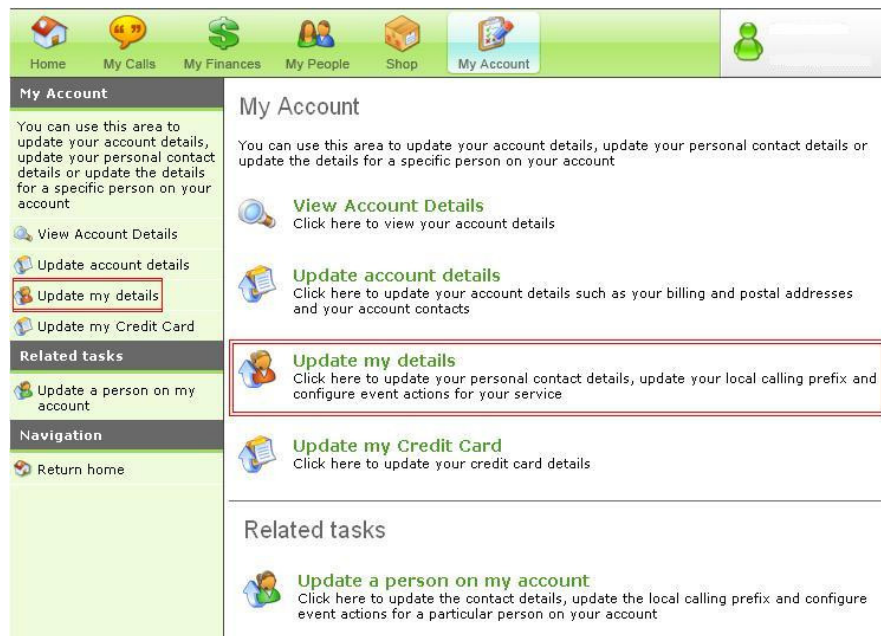 Home
My Calls
My Finances
My People
Shop
My Account
My Account
You can use this area to
update your account details,
update your personal contact
details or update the details
for a specific person on your
account
View Account Details
Update account details
Update my details
Update my Credit Card
Related tasks
Update a person on my
account
Navigation
Return home
My Account
You can use this area to update your account details, update your personal contact details or
update the details for a specific person on your account
View Account Details
Click here to view your account details
Update account details
Click here to update your account details such as your billing and postal addresses
and your account contacts
Update my details
Click here to update your personal contact details, update your local calling prefix and
configure event actions for your service
Update my Credit Card
Click here to update your credit card details
Related tasks
Update a person on my account
Click here to update the contact details, update the local calling prefix and configure
event actions for a particular person on your account